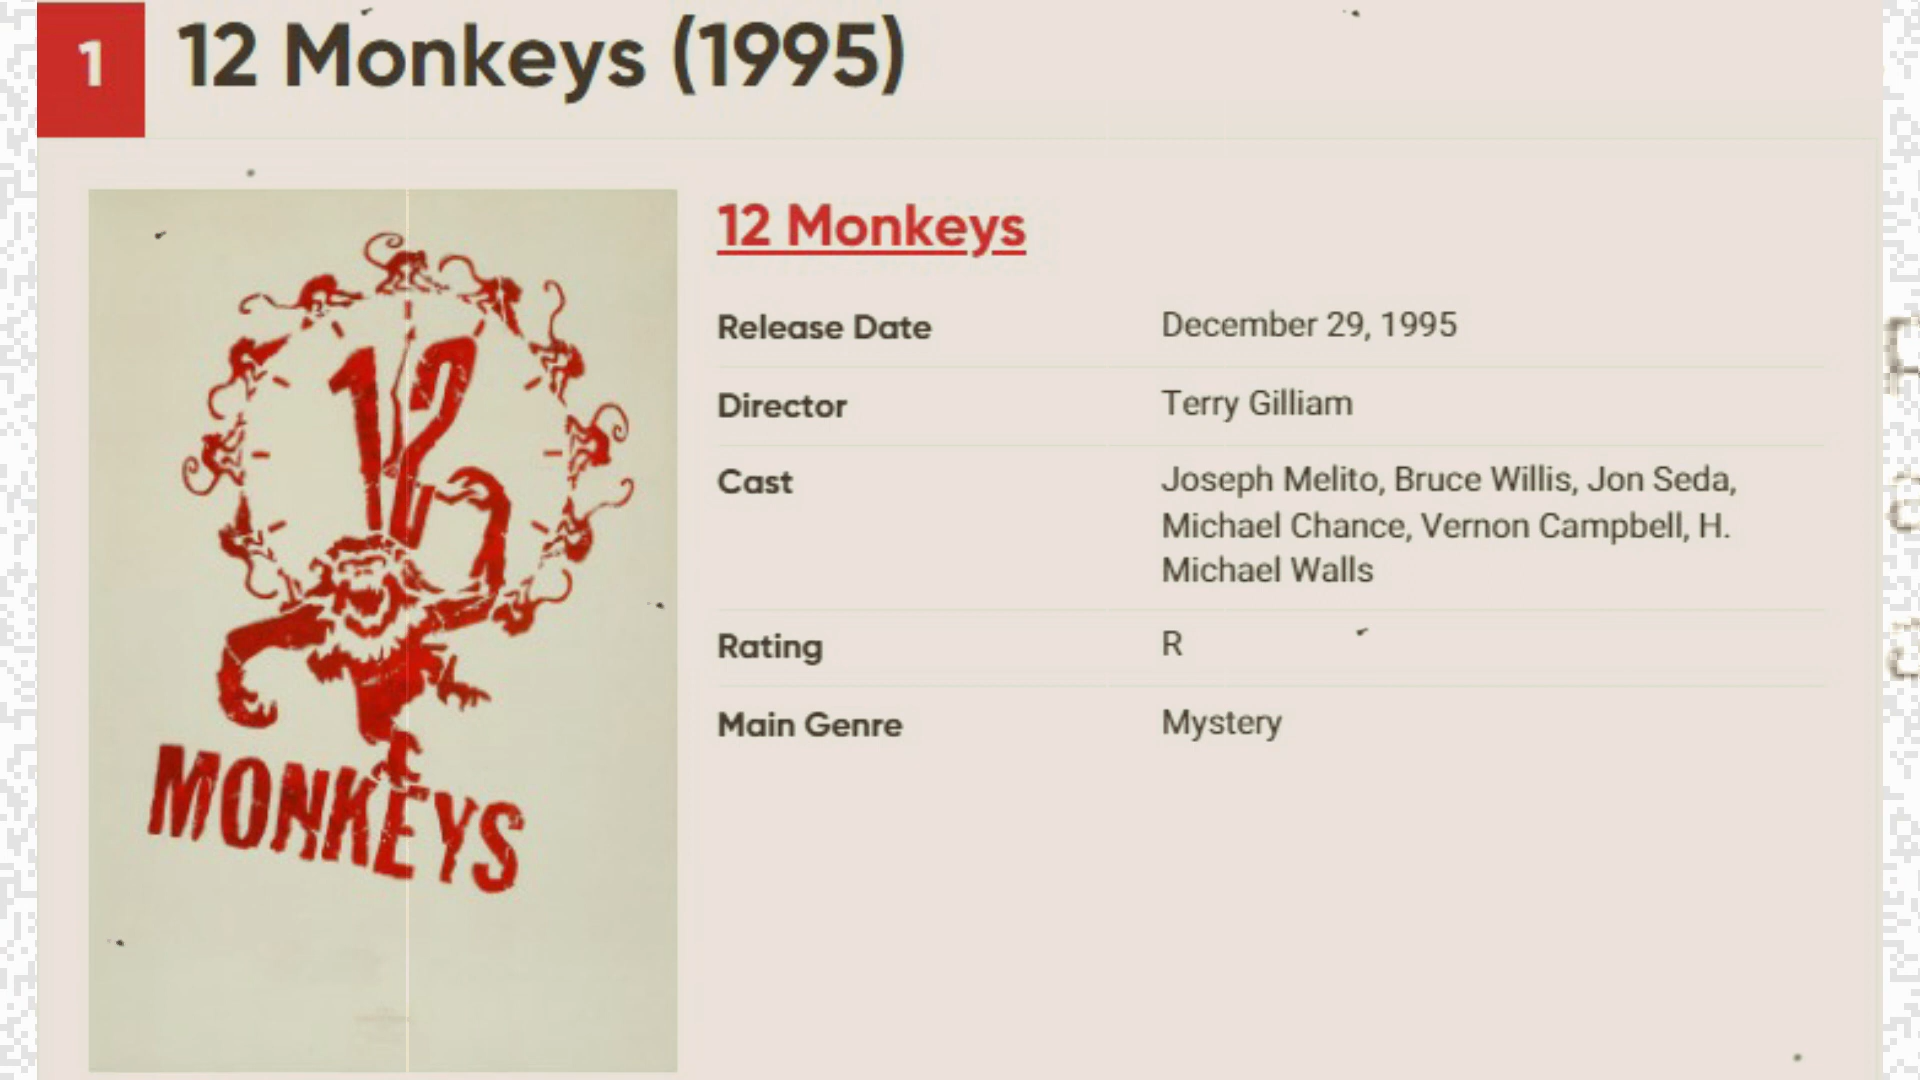 1
12 Monkeys (1995)
12
MONKEYS
12 Monkeys
Release Date
December 29, 1995
Director
Terry Gilliam
Cast
Joseph Melito, Bruce Willis, Jon Seda,
Michael Chance, Vernon Campbell, H.
Michael Walls
Rating
R
Main Genre
Mystery